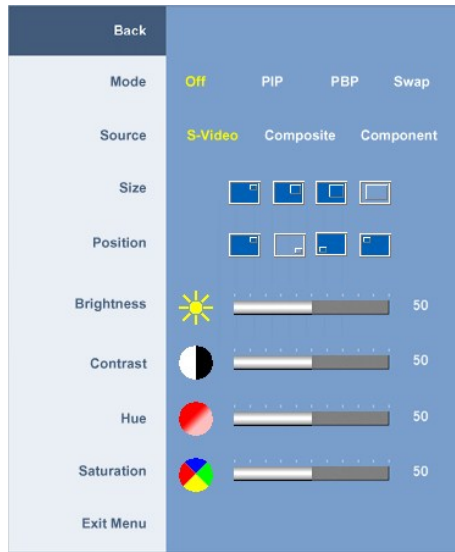 Back
Mode Off PIP PBP Swap
Source S-Video Composite Component
Size
Position
Brightness 50
Contrast 50
Hue 50
Saturation 50
Exit Menu